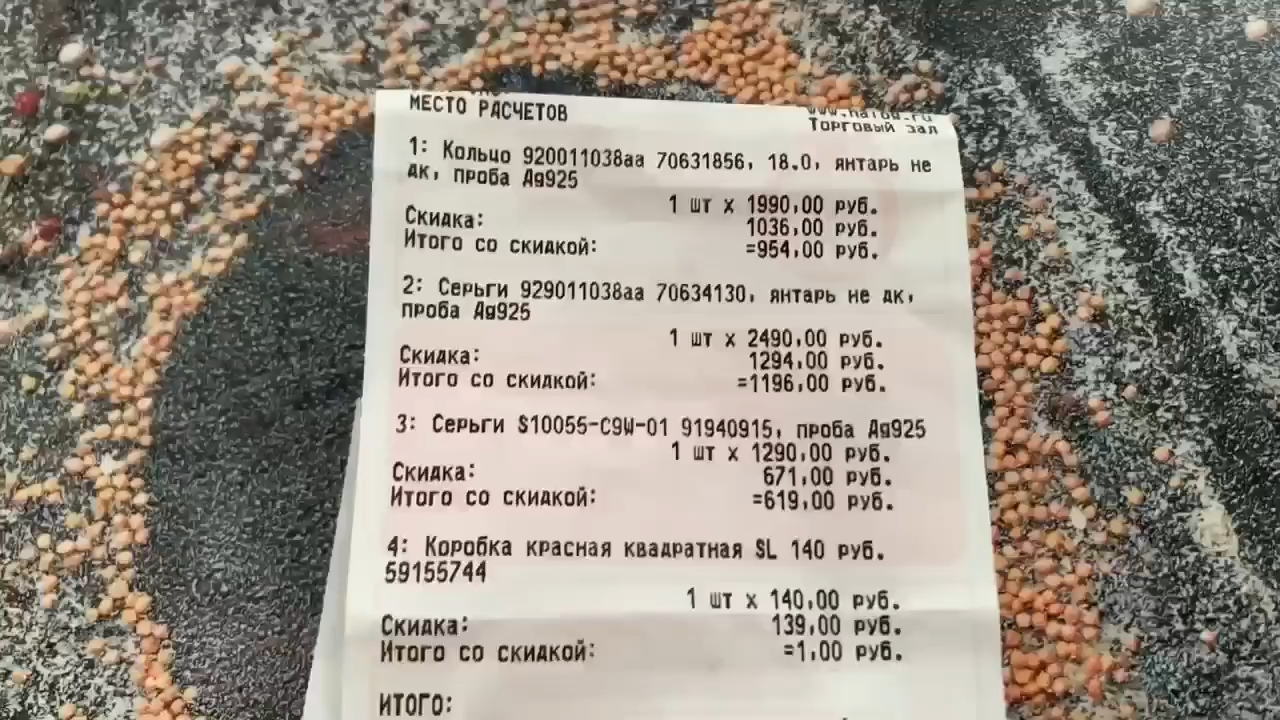 МЕСТО РАСЧЕТОВ
Торговый зал
1: Кольцо 920011038аа 70631856, 18.0, янтарь не
дк, проба Ag925
1 шт х 1990,00 руб.
Скидка: 1036,00 руб.
Итого со скидкой: =954,00 руб.
2: Серьги 929011038аа 70634130, янтарь не дк,
проба Ag925
1 шт х 2490,00 руб.
Скидка: 1294,00 руб.
Итого со скидкой: =1196,00 руб.
3: Серьги S10055-C9W-01 91940915, проба Ag925
1 шт х 1290,00 руб.
Скидка: 671,00 руб.
Итого со скидкой: =619,00 руб.
4: Коробка красная квадратная SL 140 руб.
59155744
1 шт х 140,00 руб.
Скидка: 139,00 руб.
Итого со скидкой: =1,00 руб.
ИТОГО: